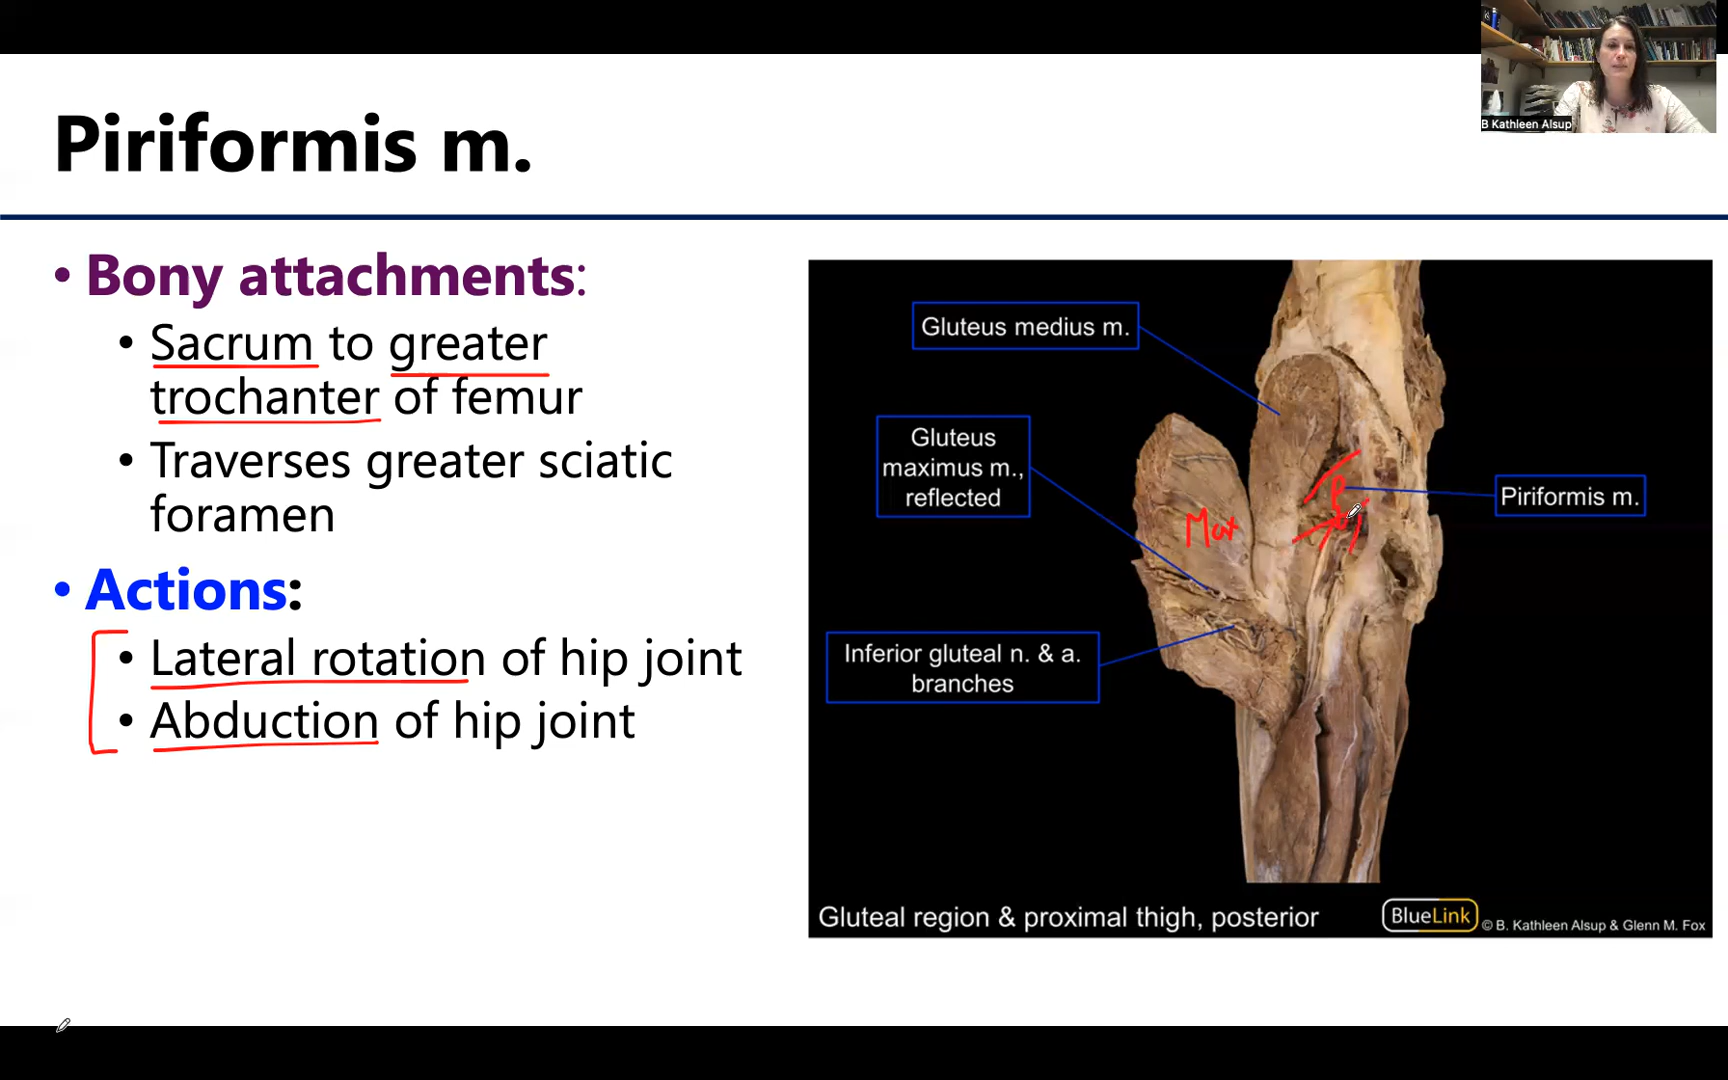 B Kathleen Alsup
Piriformis m.
• Bony attachments:
• Sacrum to greater
trochanter of femur
• Traverses greater sciatic
foramen
• Actions:
• Lateral rotation of hip joint
• Abduction of hip joint
Gluteus medius m.
Gluteus
maximus m.,
reflected
Piriformis m.
Max
P
Inferior gluteal n. & a.
branches
Gluteal region & proximal thigh, posterior
BlueLink
© B. Kathleen Alsup & Glenn M. Fox